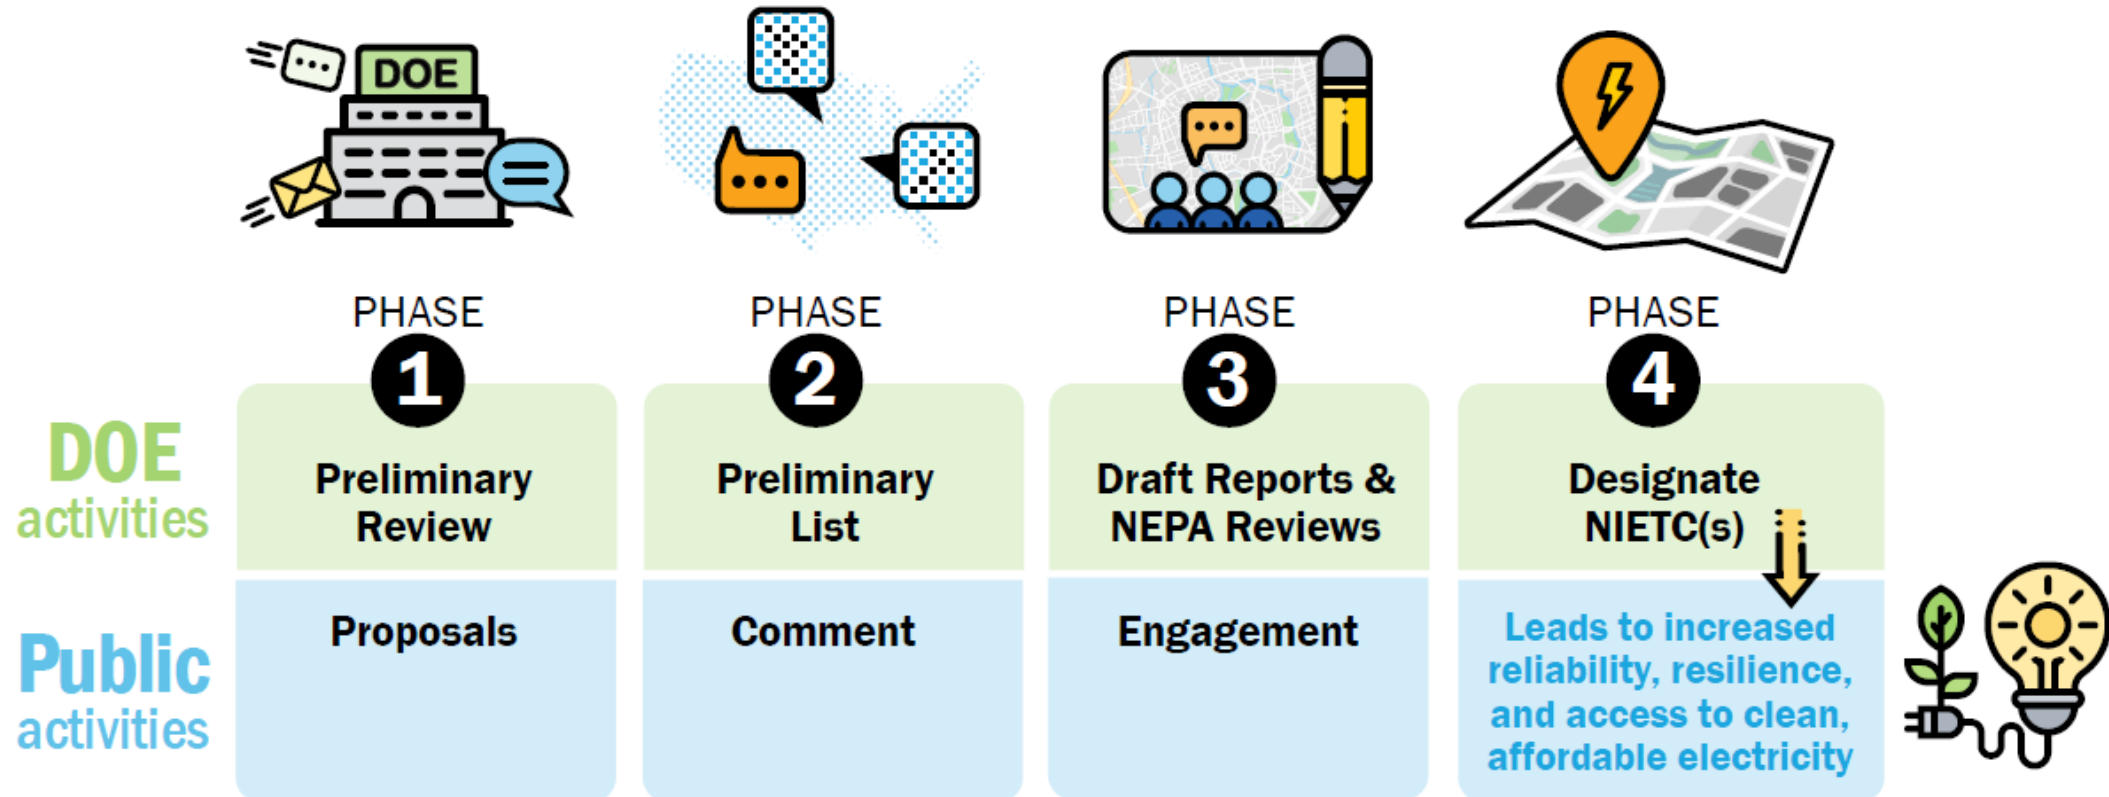 DOE
PHASE
1
PHASE
2
PHASE
3
PHASE
4
DOE
activities
Preliminary
Review
Preliminary
List
Draft Reports &
NEPA Reviews
Designate
NIETC(s)
Public
activities
Proposals
Comment
Engagement
Leads to increased
reliability, resilience,
and access to clean,
affordable electricity